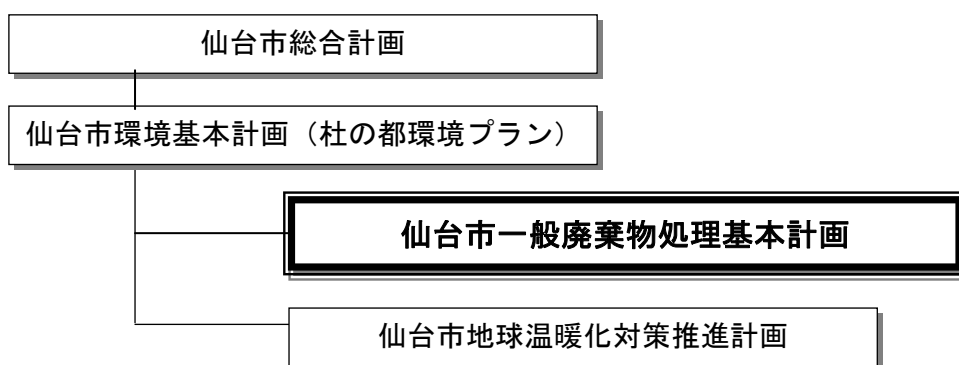 仙台市総合計画
仙台市環境基本計画（杜の都環境プラン）
仙台市一般廃棄物処理基本計画
仙台市地球温暖化対策推進計画